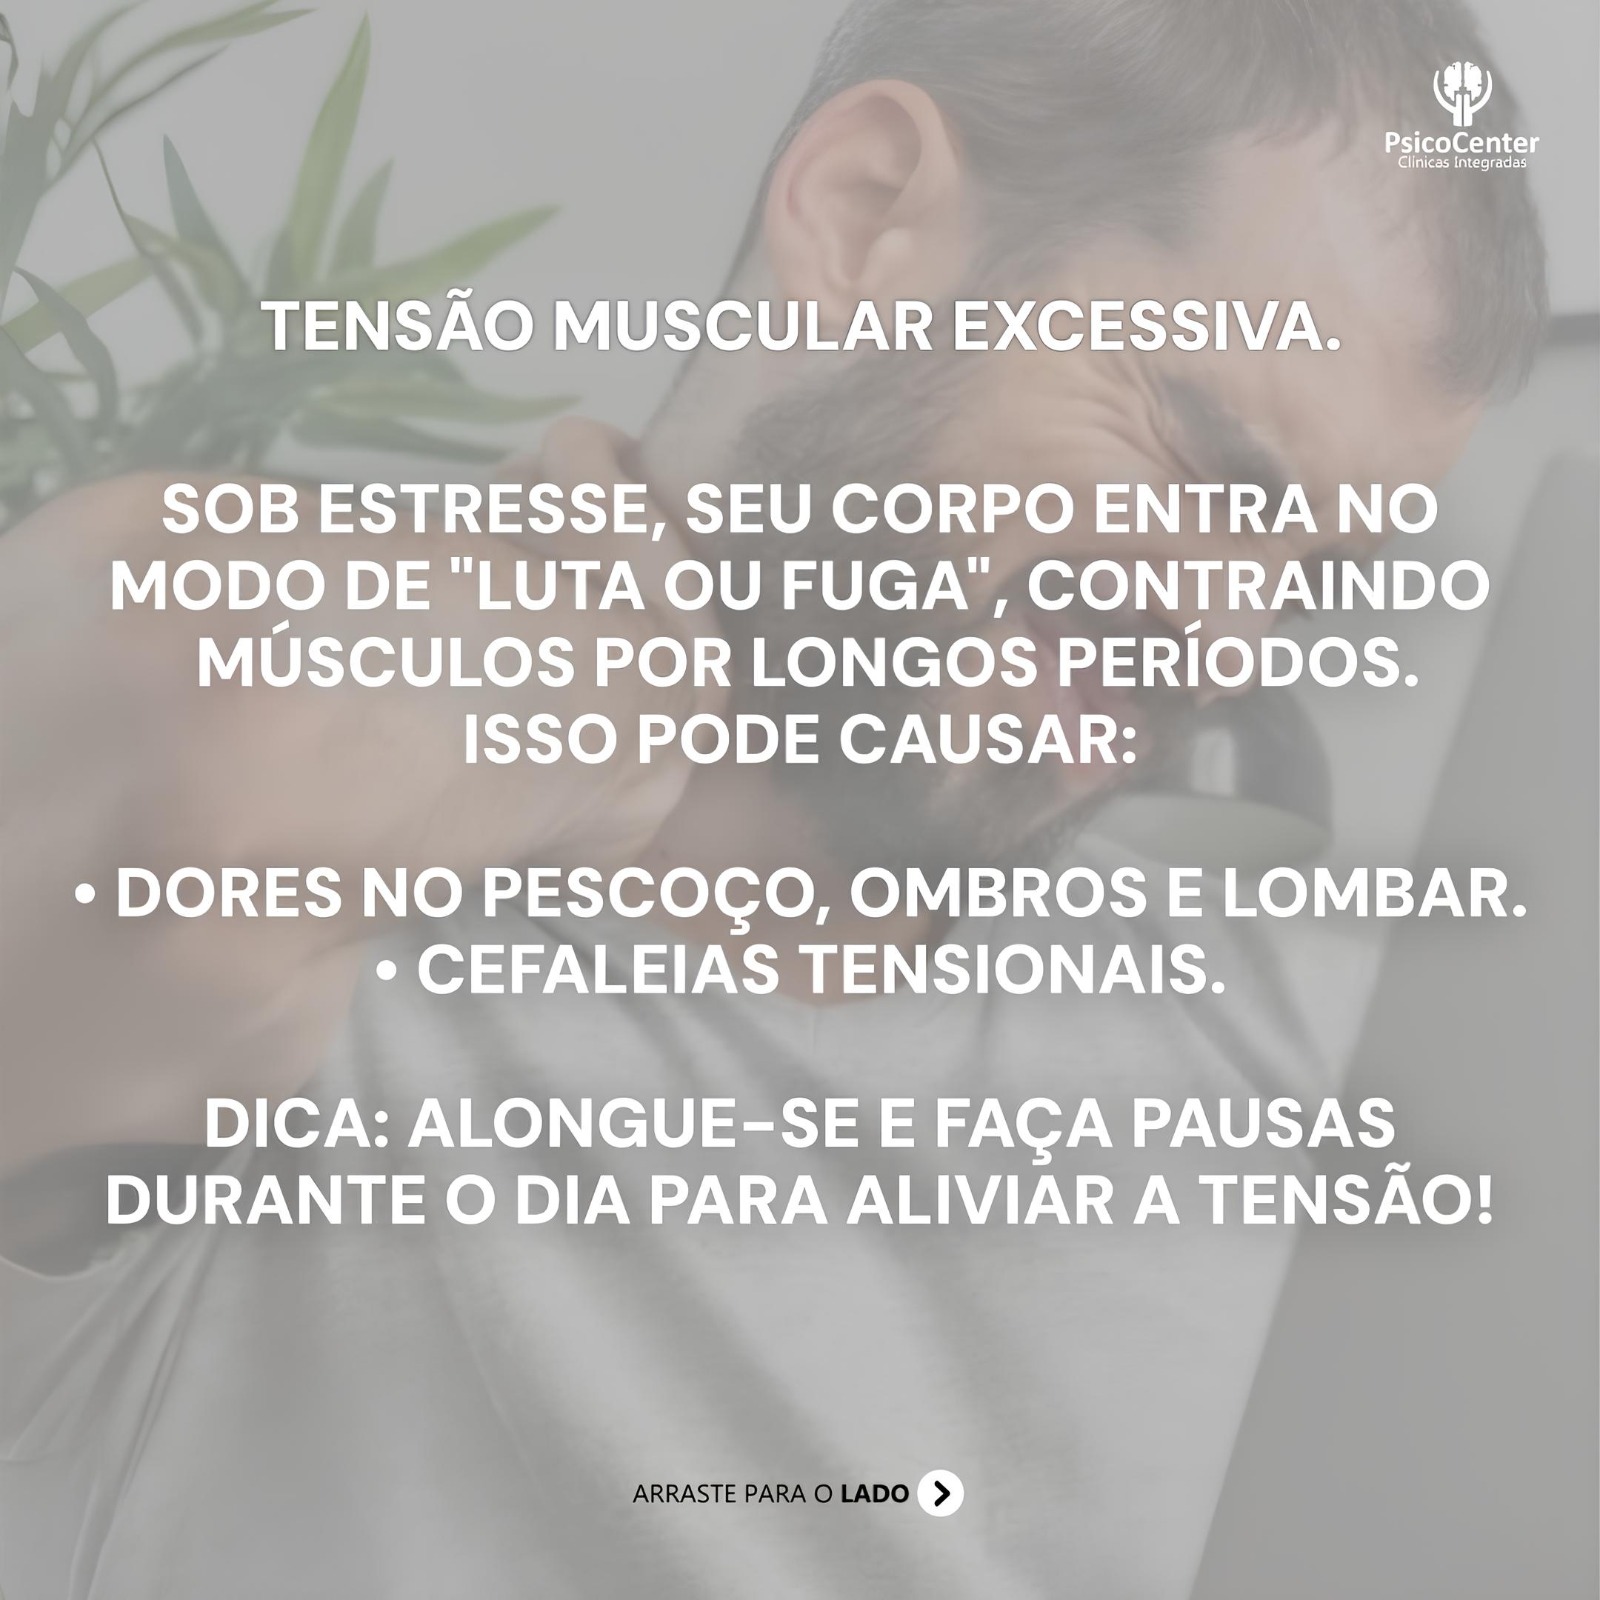 PsicoCenter
Clínicas Integradas
TENSÃO MUSCULAR EXCESSIVA.
SOB ESTRESSE, SEU CORPO ENTRA NO
MODO DE "LUTA OU FUGA", CONTRAINDO
MÚSCULOS POR LONGOS PERÍODOS.
ISSO PODE CAUSAR:
• DORES NO PESCOÇO, OMBROS E LOMBAR.
• CEFALEIAS TENSIONAIS.
DICA: ALONGUE-SE E FAÇA PAUSAS
DURANTE O DIA PARA ALIVIAR A TENSÃO!
ARRASTE PARA O LADO